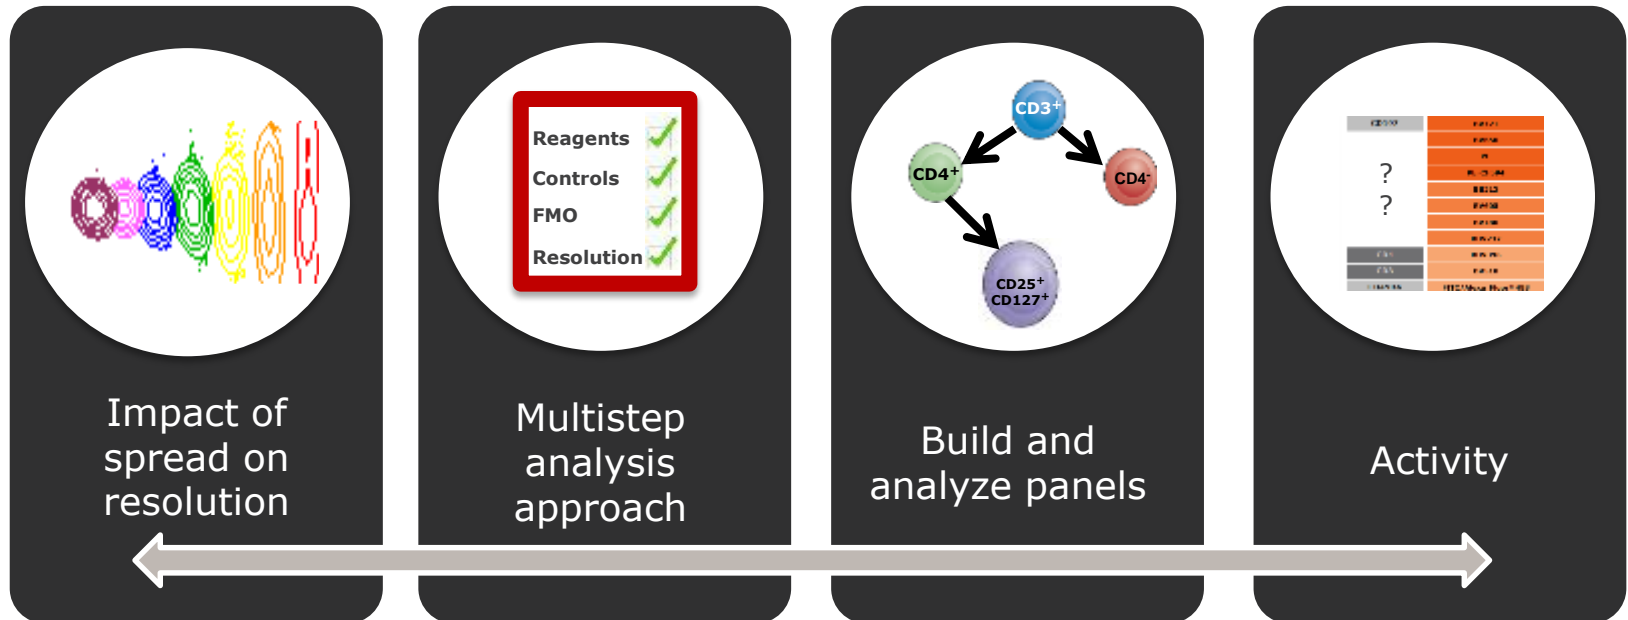 Impact of
spread on
resolution
Reagents
Controls
FMO
Resolution
Multistep
analysis
approach
CD3+
CD4+
CD4-
CD25+
CD127+
Build and
analyze panels
?
?
Activity